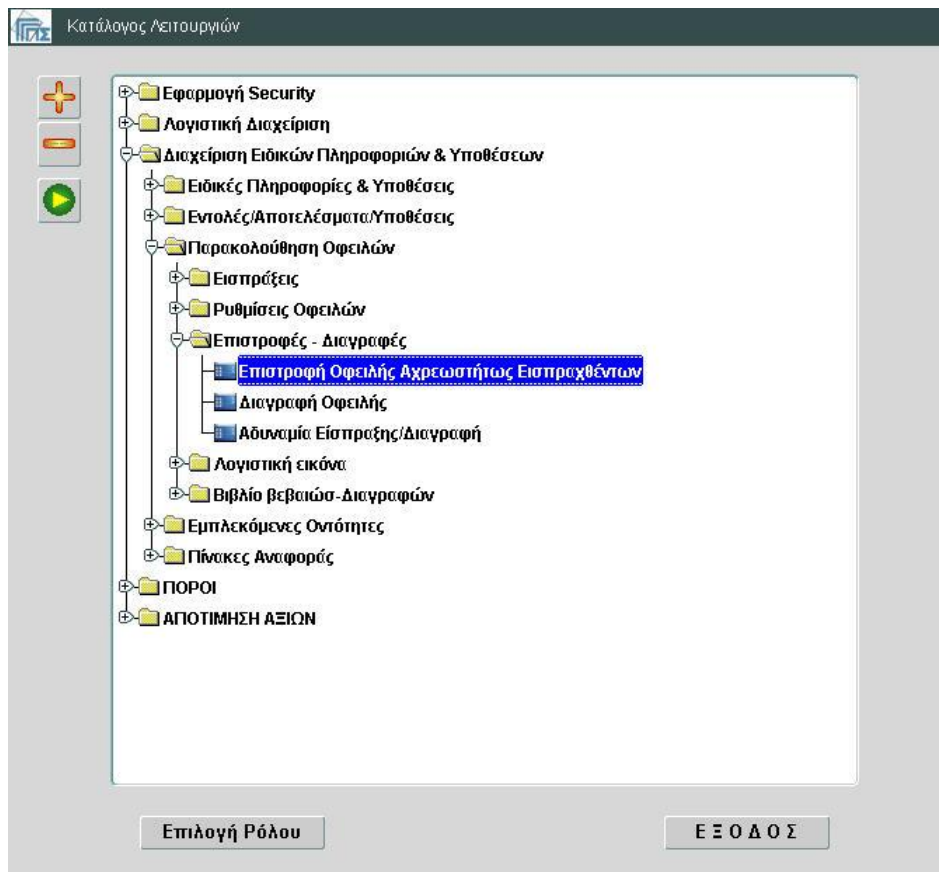 Κατάλογος Λειτουργιών
Εφαρμογή Security
Λογιστική Διαχείριση
Διαχείριση Ειδικών Πληροφοριών & Υποθέσεων
Ειδικές Πληροφορίες & Υποθέσεις
Εντολές/Αποτελέσματα/Υποθέσεις
Παρακολούθηση Οφειλών
Εισπράξεις
Ρυθμίσεις Οφειλών
Επιστροφές - Διαγραφές
Επιστροφή Οφειλής Αχρεωστήτως Εισπραχθέντων
Διαγραφή Οφειλής
Αδυναμία Είσπραξης/Διαγραφή
Λογιστική εικόνα
Βιβλίο βεβαιώσ-Διαγραφών
Εμπλεκόμενες Οντότητες
Πίνακες Αναφοράς
ΠΟΡΟΙ
ΑΠΟΤΙΜΗΣΗ ΑΞΙΩΝ
Επιλογή Ρόλου
Ε Ξ Ο Δ Ο Σ